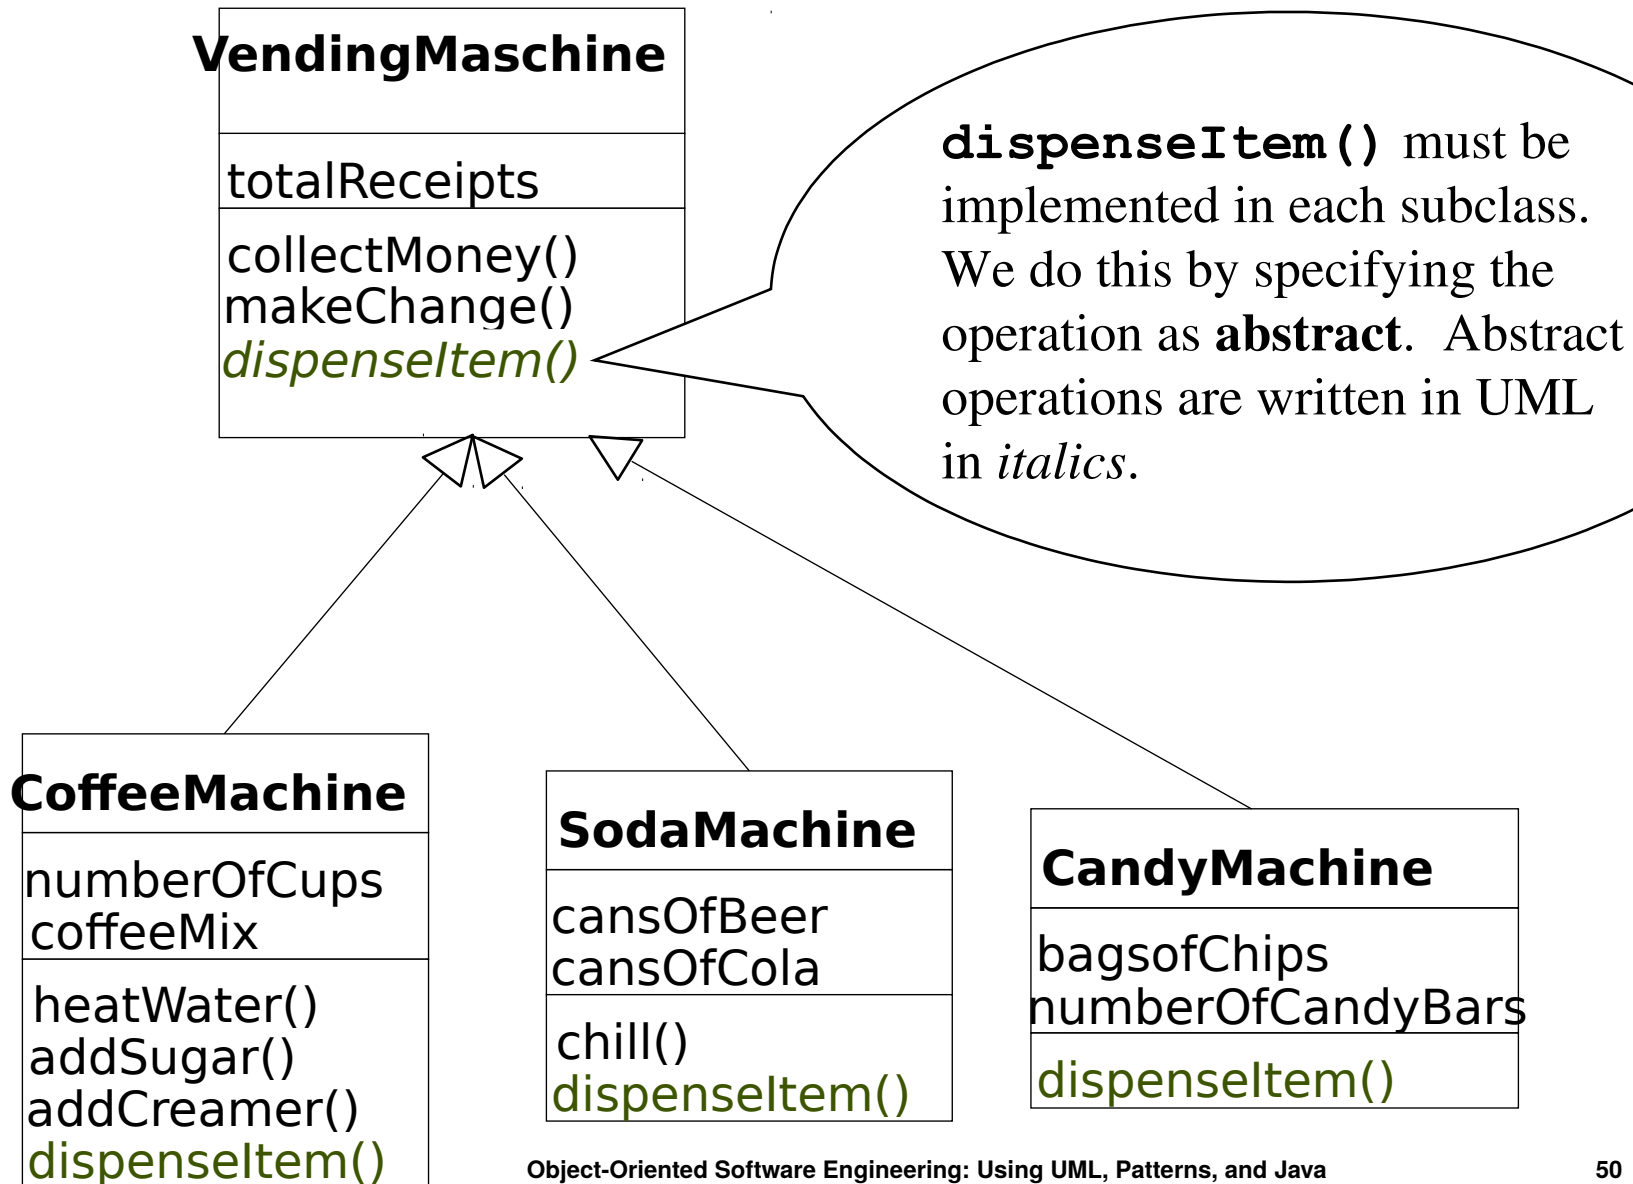 VendingMaschine
totalReceipts
collectMoney()
makeChange()
dispenseItem()
dispenseItem() must be
implemented in each subclass.
We do this by specifying the
operation as abstract. Abstract
operations are written in UML
in italics.
CoffeeMachine
numberOfCups
coffeeMix
heatWater()
addSugar()
addCreamer()
dispenseItem()
SodaMachine
cansOfBeer
cansOfCola
chill()
dispenseItem()
CandyMachine
bagsofChips
numberOfCandyBars
dispenseItem()
Object-Oriented Software Engineering: Using UML, Patterns, and Java 50